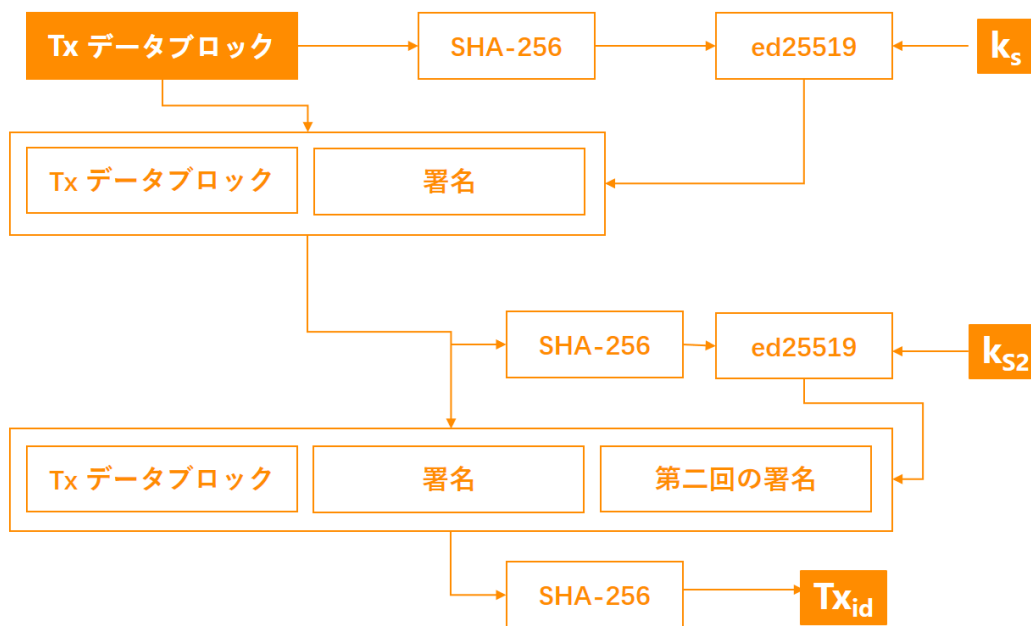 Tx データブロック
SHA-256
ed25519
ks
Tx データブロック
署名
SHA-256
ed25519
kS2
Tx データブロック
署名
第二回の署名
SHA-256
Txid